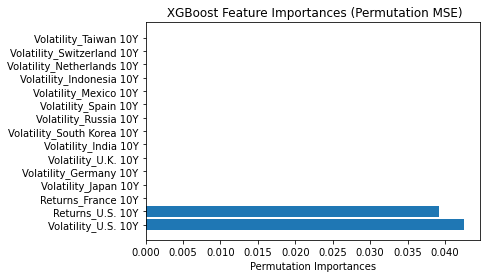 XGBoost Feature Importances (Permutation MSE)
Volatility_Taiwan 10Y
Volatility_Switzerland 10Y
Volatility_Netherlands 10Y
Volatility_Indonesia 10Y
Volatility_Mexico 10Y
Volatility_Spain 10Y
Volatility_Russia 10Y
Volatility_South Korea 10Y
Volatility_India 10Y
Volatility_U.K. 10Y
Volatility_Germany 10Y
Volatility_Japan 10Y
Returns_France 10Y
Returns_U.S. 10Y
Volatility_U.S. 10Y
0.000 0.005 0.010 0.015 0.020 0.025 0.030 0.035 0.040
Permutation Importances